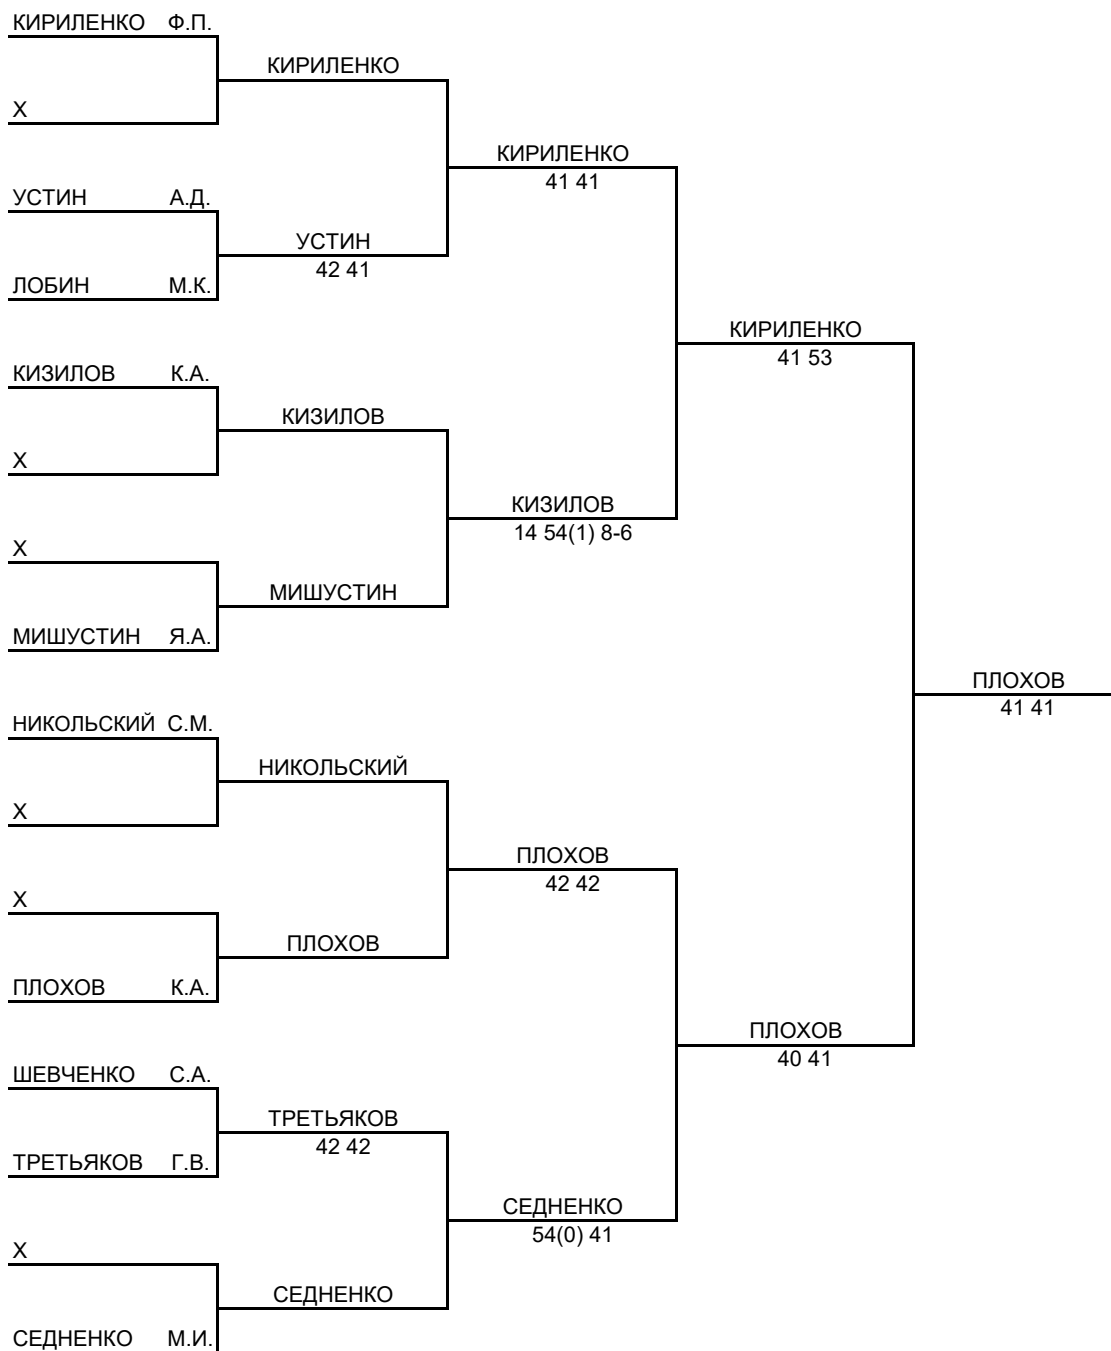 КИРИЛЕНКО Ф.П.
КИРИЛЕНКО
X
КИРИЛЕНКО
41 41
УСТИН А.Д.
УСТИН
42 41
ЛОБИН М.К.
КИРИЛЕНКО
41 53
КИЗИЛОВ К.А.
КИЗИЛОВ
X
КИЗИЛОВ
14 54(1) 8-6
X
МИШУСТИН
МИШУСТИН Я.А.
ПЛОХОВ
41 41
НИКОЛЬСКИЙ С.М.
НИКОЛЬСКИЙ
X
ПЛОХОВ
42 42
X
ПЛОХОВ
ПЛОХОВ К.А.
ПЛОХОВ
40 41
ШЕВЧЕНКО С.А.
ТРЕТЬЯКОВ
42 42
ТРЕТЬЯКОВ Г.В.
СЕДНЕНКО
54(0) 41
X
СЕДНЕНКО
СЕДНЕНКО М.И.